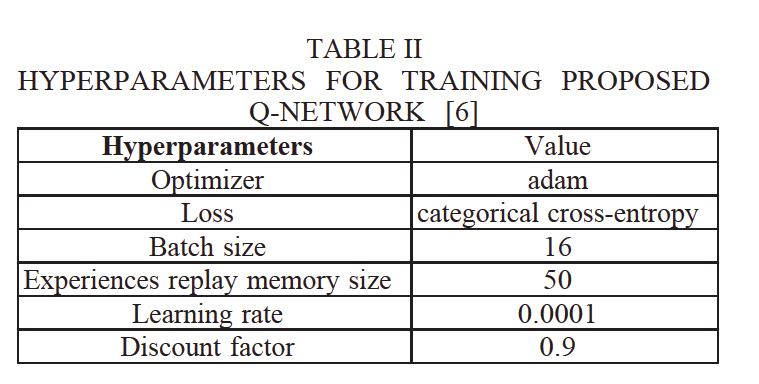 TABLE II
HYPERPARAMETERS FOR TRAINING PROPOSED
Q-NETWORK [6]
Hyperparameters Value
Optimizer adam
Loss categorical cross-entropy
Batch size 16
Experiences replay memory size 50
Learning rate 0.0001
Discount factor 0.9